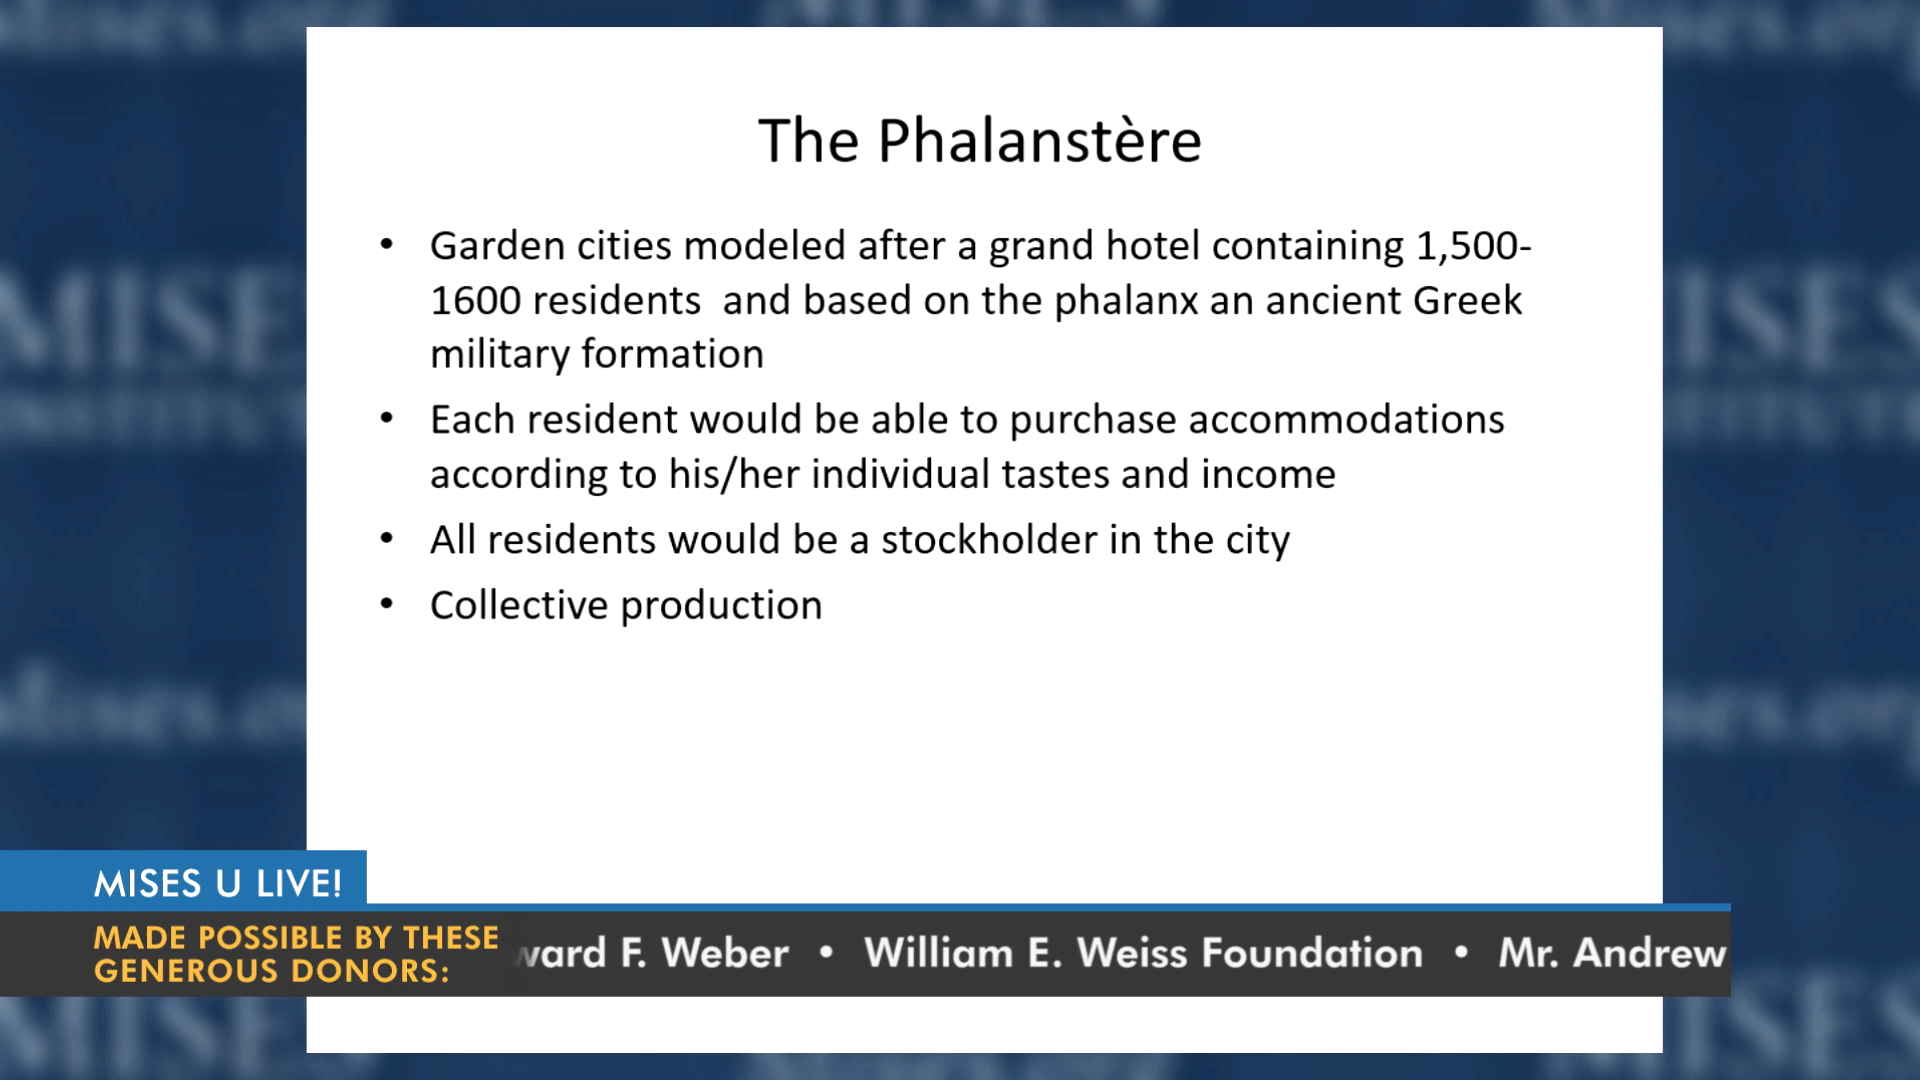 The Phalanstère
• Garden cities modeled after a grand hotel containing 1,500-
1600 residents  and based on the phalanx an ancient Greek
military formation
• Each resident would be able to purchase accommodations
according to his/her individual tastes and income
• All residents would be a stockholder in the city
• Collective production
MISES U LIVE!
MADE POSSIBLE BY THESE
GENEROUS DONORS:
ward F. Weber • William E. Weiss Foundation • Mr. Andrew